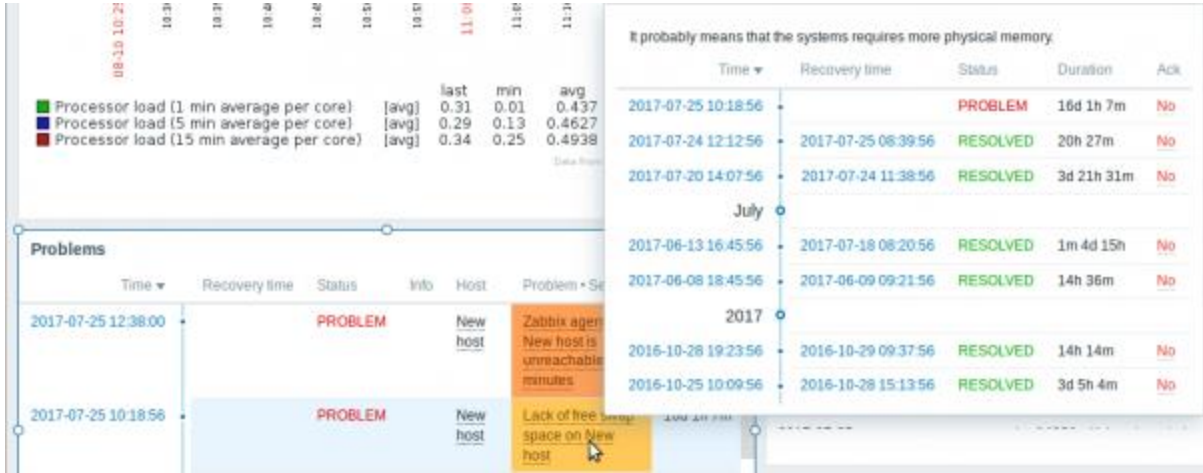 08-10 10:25
11:0
last min avg
Processor load (1 min average per core) [avg] 0.31 0.01 0.437
Processor load (5 min average per core) [avg] 0.29 0.13 0.4627
Processor load (15 min average per core) [avg] 0.34 0.25 0.4938
Data from
Problems
Time ▾ Recovery time Status Info Host Problem • Se
2017-07-25 12:38:00 PROBLEM New host Zabbix agen
New host is
unreachable
minutes
2017-07-25 10:18:56 PROBLEM New host Lack of free swap
space on New
host
It probably means that the systems requires more physical memory.
Time ▾ Recovery time Status Duration Ack
2017-07-25 10:18:56 PROBLEM 16d 1h 7m No
2017-07-24 12:12:56 2017-07-25 08:39:56 RESOLVED 20h 27m No
2017-07-20 14:07:56 2017-07-24 11:38:56 RESOLVED 3d 21h 31m No
July
2017-06-13 16:45:56 2017-07-18 08:20:56 RESOLVED 1m 4d 15h No
2017-06-08 18:45:56 2017-06-09 09:21:56 RESOLVED 14h 36m No
2017
2016-10-28 19:23:56 2016-10-29 09:37:56 RESOLVED 14h 14m No
2016-10-25 10:09:56 2016-10-28 15:13:56 RESOLVED 3d 5h 4m No